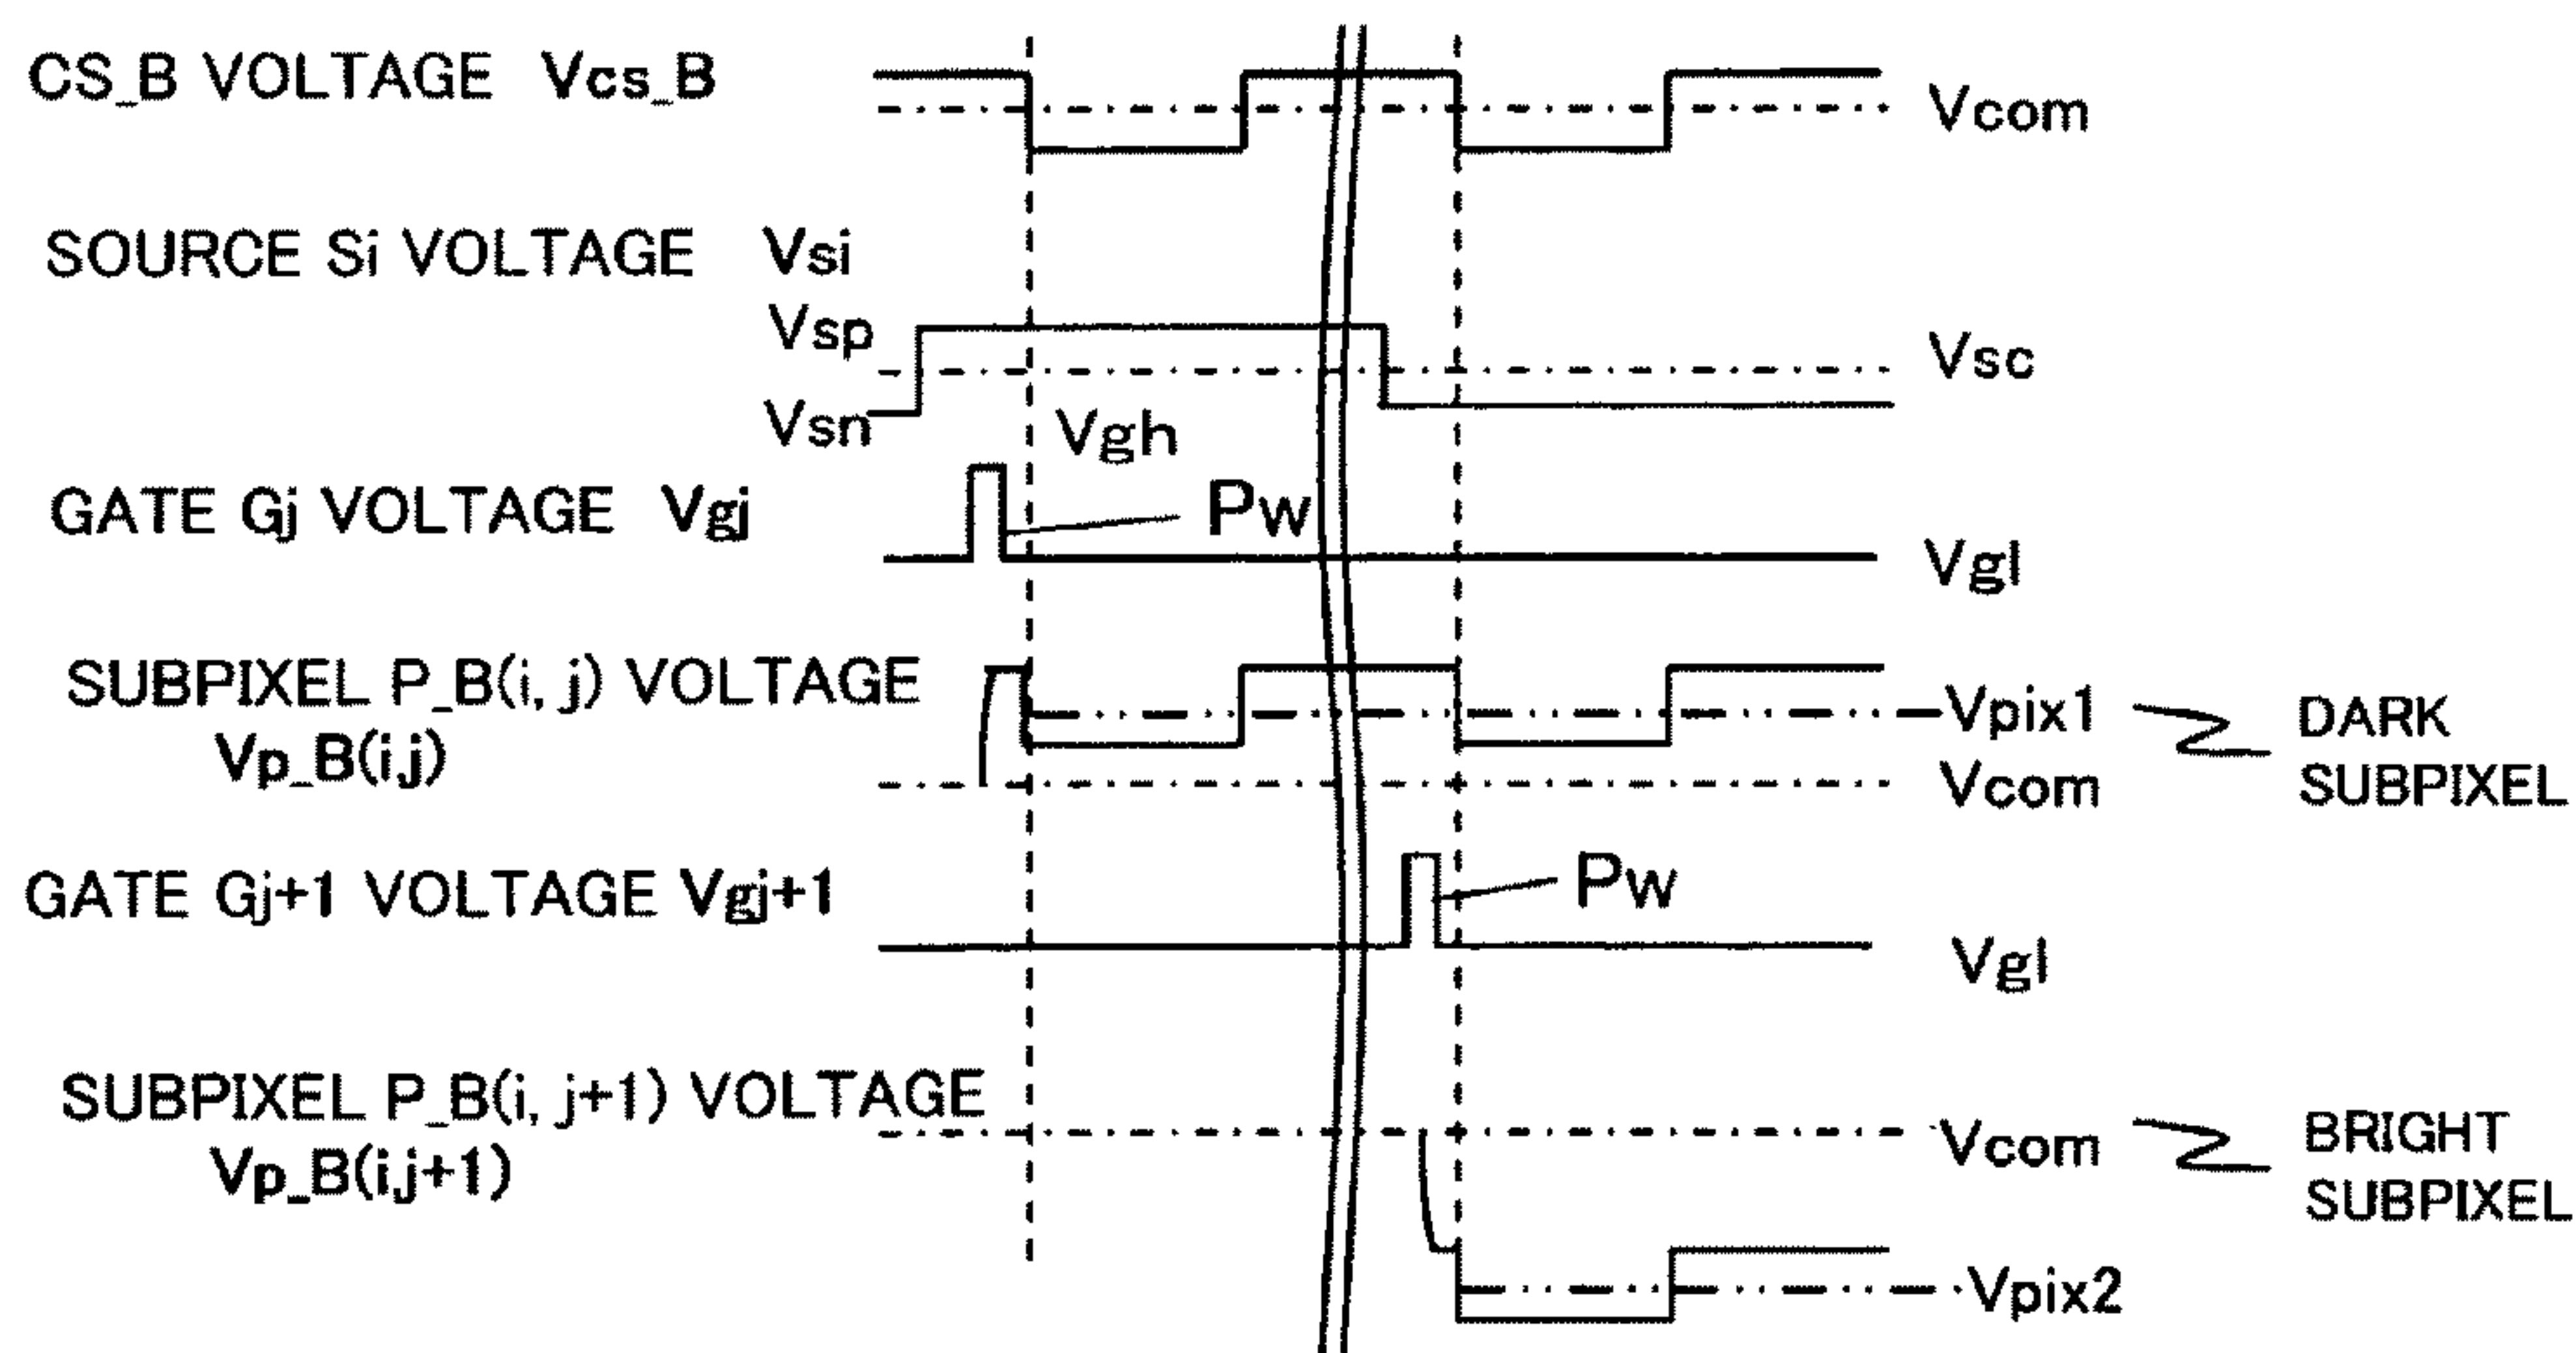 CS_B VOLTAGE Vcs_B
Vcom
SOURCE Si VOLTAGE Vsi
Vsp
Vsc
Vsn
Vgh
GATE Gj VOLTAGE Vgj
Pw
Vgl
SUBPIXEL P_B(i, j) VOLTAGE
Vp_B(i,j)
Vpix1
Vcom
DARK
SUBPIXEL
GATE Gj+1 VOLTAGE Vgj+1
Pw
Vgl
SUBPIXEL P_B(i, j+1) VOLTAGE
Vp_B(i,j+1)
Vcom
BRIGHT
SUBPIXEL
Vpix2